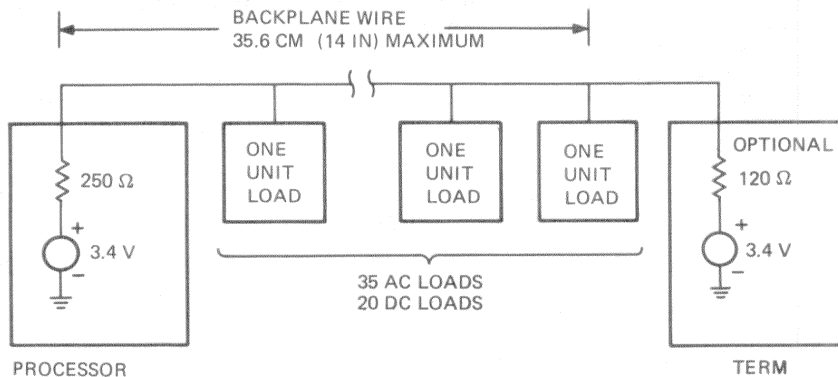 BACKPLANE WIRE
35.6 CM (14 IN) MAXIMUM
ONE
UNIT
LOAD
ONE
UNIT
LOAD
ONE
UNIT
LOAD
OPTIONAL
250 Ω
120 Ω
+
3.4 V
−
+
3.4 V
−
35 AC LOADS
20 DC LOADS
PROCESSOR
TERM